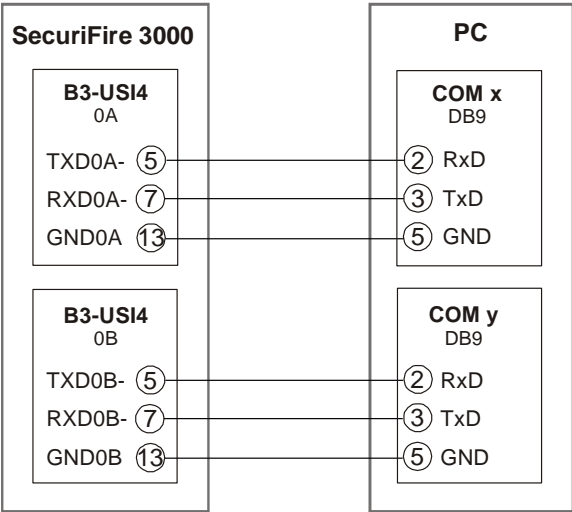 SecuriFire 3000
B3-USI4
0A
TXD0A- 5
RXD0A- 7
GND0A 13
B3-USI4
0B
TXD0B- 5
RXD0B- 7
GND0B 13
PC
COM x
DB9
2 RxD
3 TxD
5 GND
COM y
DB9
2 RxD
3 TxD
5 GND